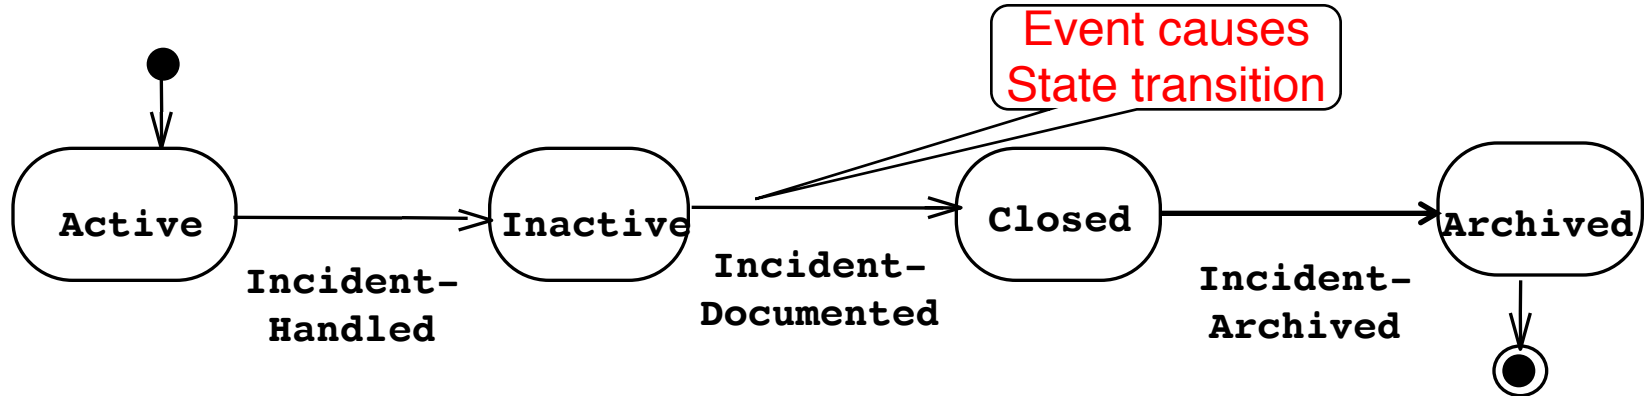 Event causes
State transition
Active
Inactive
Closed
Archived
Incident-
Handled
Incident-
Documented
Incident-
Archived